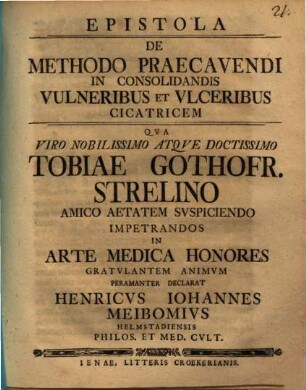 21.
EPISTOLA
DE
METHODO PRAECAVENDI
IN CONSOLIDANDIS
VULNERIBUS ET VLCERIBUS
CICATRICEM
QVA
VIRO NOBILISSIMO ATQVE DOCTISSIMO
TOBIAE GOTHOFR.
STRELINO
AMICO AETATEM SVSPICIENDO
IMPETRANDOS
IN
ARTE MEDICA HONORES
GRATVLANTEM ANIMVM
PERAMANTER DECLARAT
HENRICVS IOHANNES
MEIBOMIVS
HELMSTADIENSIS
PHILOS. ET MED. CVLT.
IENAE, LITTERIS CROEKERIANIS.